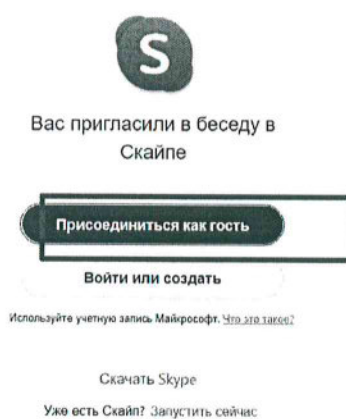 S
Вас пригласили в беседу в
Скайпе
Присоединиться как гость
Войти или создать
Используйте учетную запись Майкрософт. Что это такое?
Скачать Skype
Уже есть Скайп? Запустить сейчас